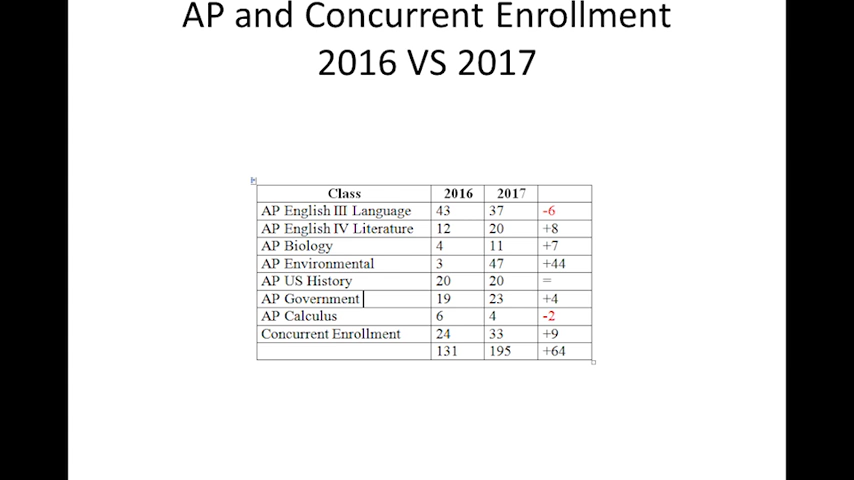 AP and Concurrent Enrollment
2016 VS 2017
Class 2016 2017
AP English III Language 43 37 -6
AP English IV Literature 12 20 +8
AP Biology 4 11 +7
AP Environmental 3 47 +44
AP US History 20 20 =
AP Government 19 23 +4
AP Calculus 6 4 -2
Concurrent Enrollment 24 33 +9
131 195 +64